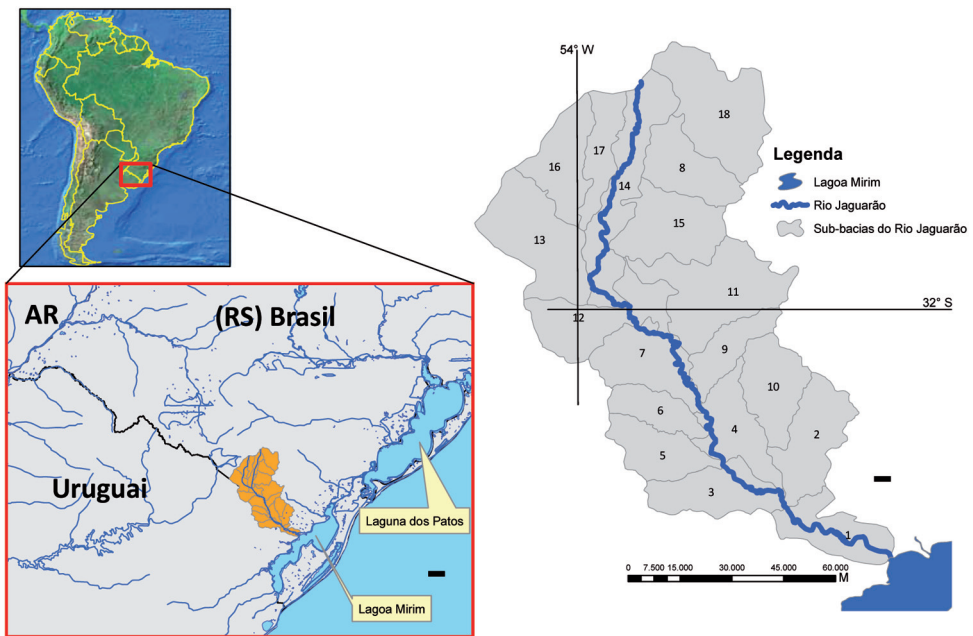 AR
(RS) Brasil
Uruguai
Laguna dos Patos
Lagoa Mirim
54° W
18
17
16
8
14
15
13
11
32° S
12
7
9
10
6
4
2
5
3
1
Legenda
Lagoa Mirim
Rio Jaguarão
Sub-bacias do Rio Jaguarão
0 7.500 15.000 30.000 45.000 60.000
M